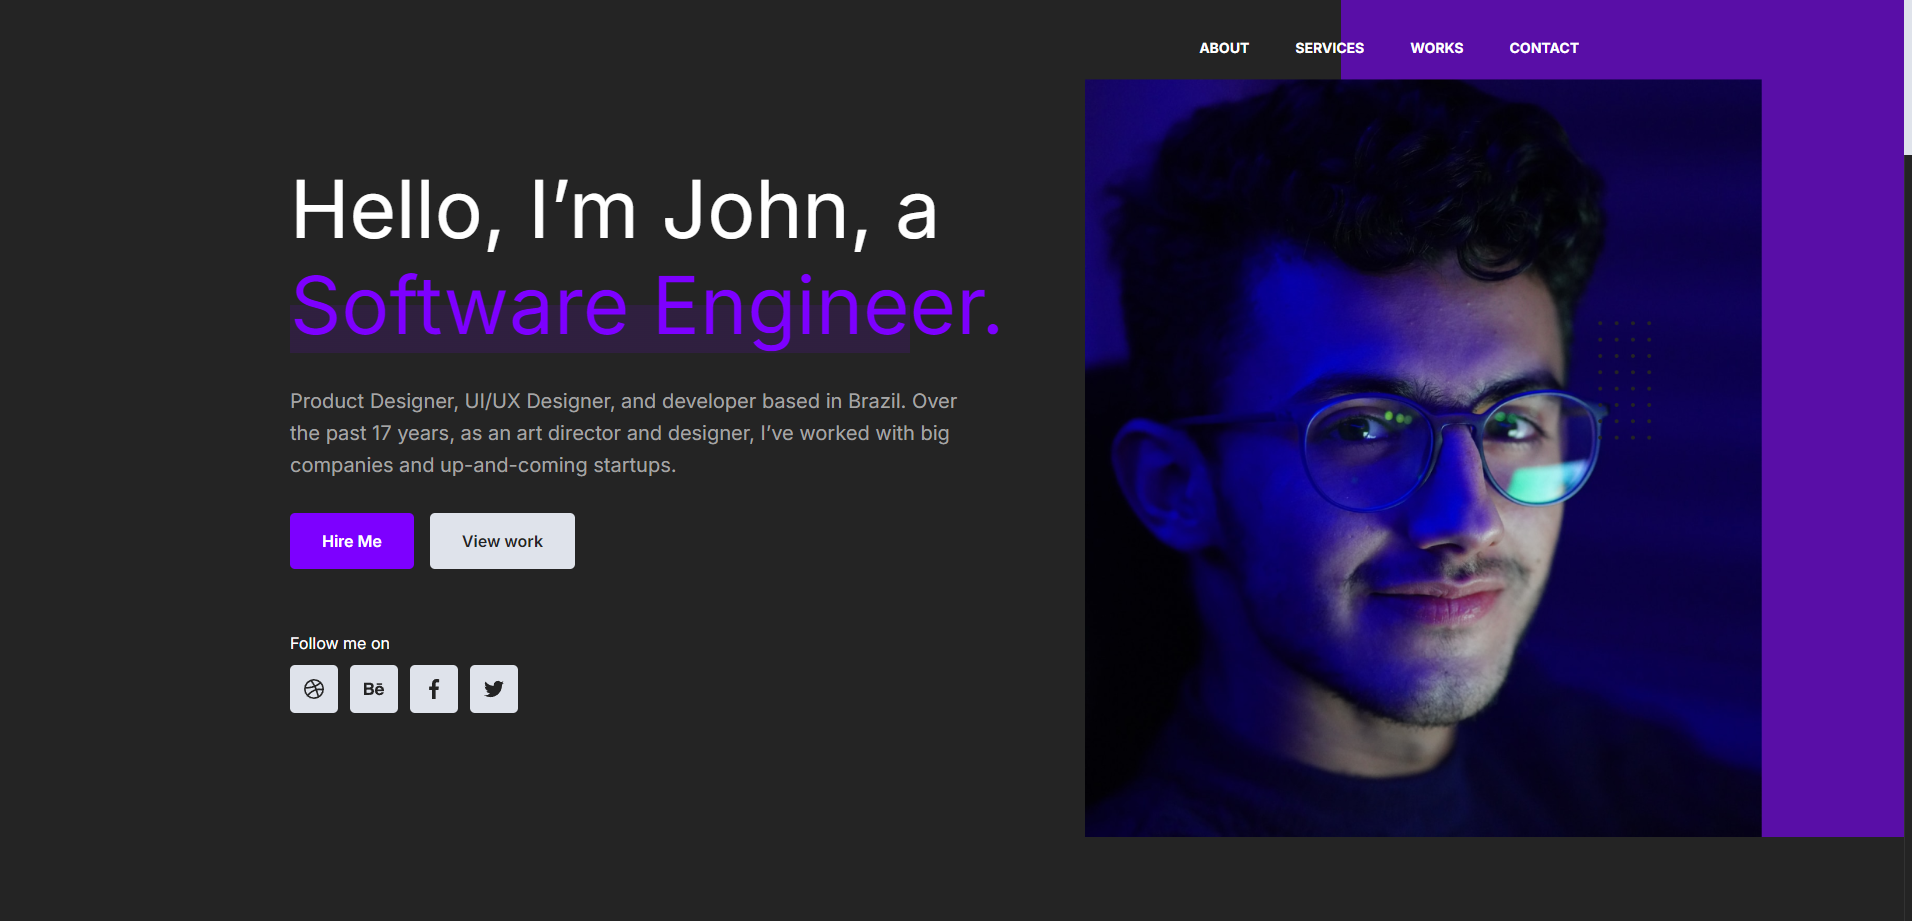 ABOUT SERVICES WORKS CONTACT
Hello, I’m John, a
Software Engineer.
Product Designer, UI/UX Designer, and developer based in Brazil. Over
the past 17 years, as an art director and designer, I’ve worked with big
companies and up-and-coming startups.
Hire Me View work
Follow me on
Bē